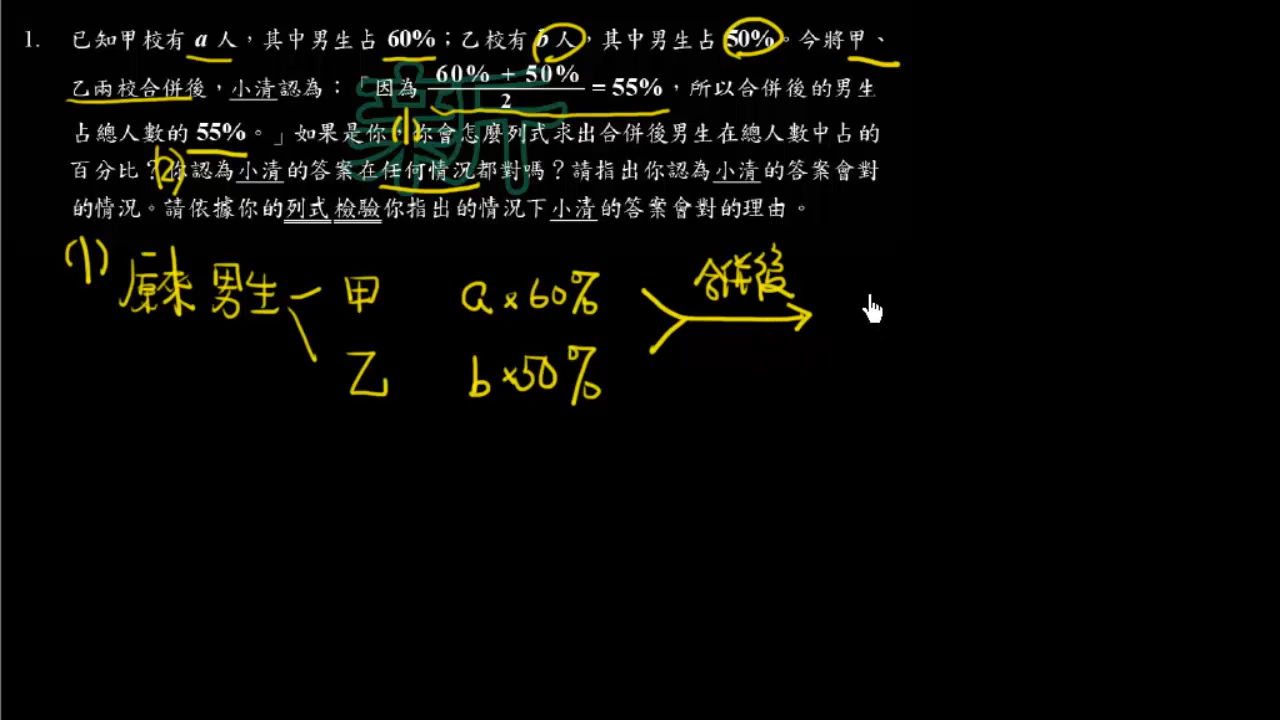 1. 已知甲校有 a 人，其中男生占 60%；乙校有 b 人，其中男生占 50%。今將甲、
乙兩校合併後，小清認為：「因為 (60% + 50%)/2 = 55%，所以合併後的男生
占總人數的 55%。」如果是你，你會怎麼列式求出合併後男生在總人數中占的
百分比？你認為小清的答案在任何情況都對嗎？請指出你認為小清的答案會對
的情況。請依據你的列式檢驗你指出的情況下小清的答案會對的理由。
(1)
(2)
(1) 原來男生 甲 a × 60% 合併後
乙 b × 50%